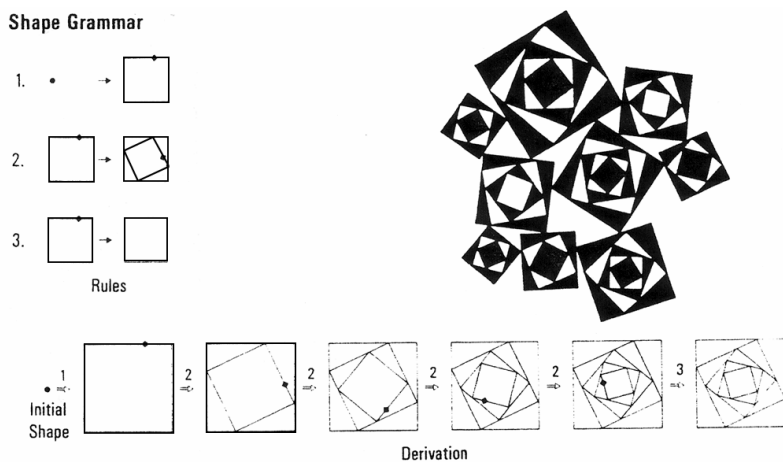 Shape Grammar
1.
2.
3.
Rules
1 2 2 2 2 3
Initial
Shape
Derivation